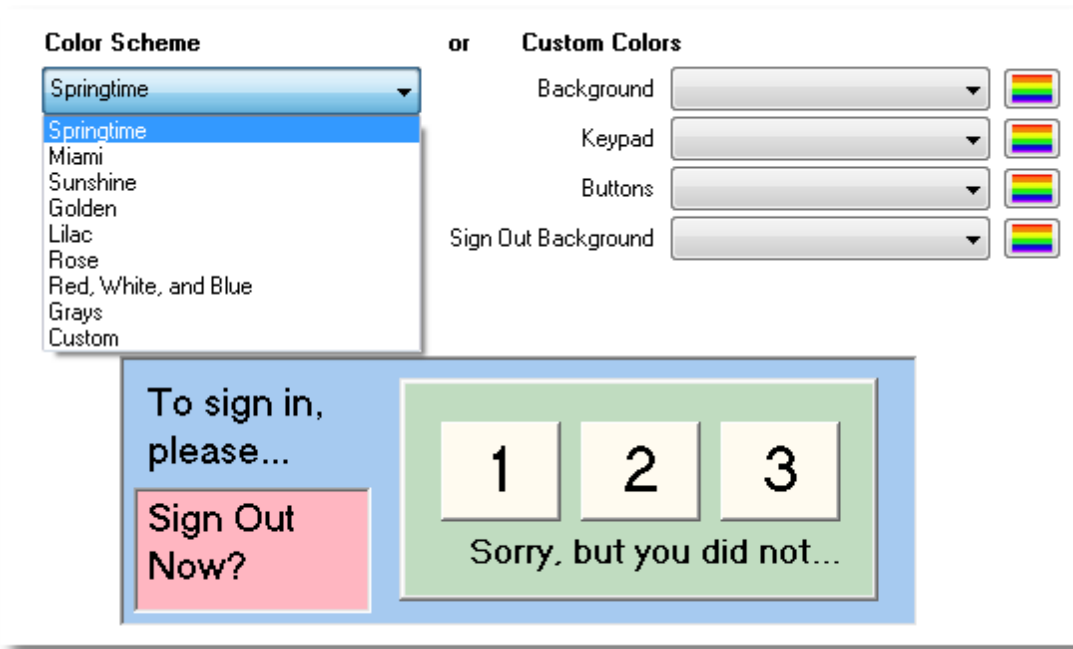 Color Scheme or Custom Colors
Springtime
Background
Keypad
Buttons
Sign Out Background
Springtime
Miami
Sunshine
Golden
Lilac
Rose
Red, White, and Blue
Grays
Custom
To sign in,
please...
Sign Out
Now?
1 2 3
Sorry, but you did not...